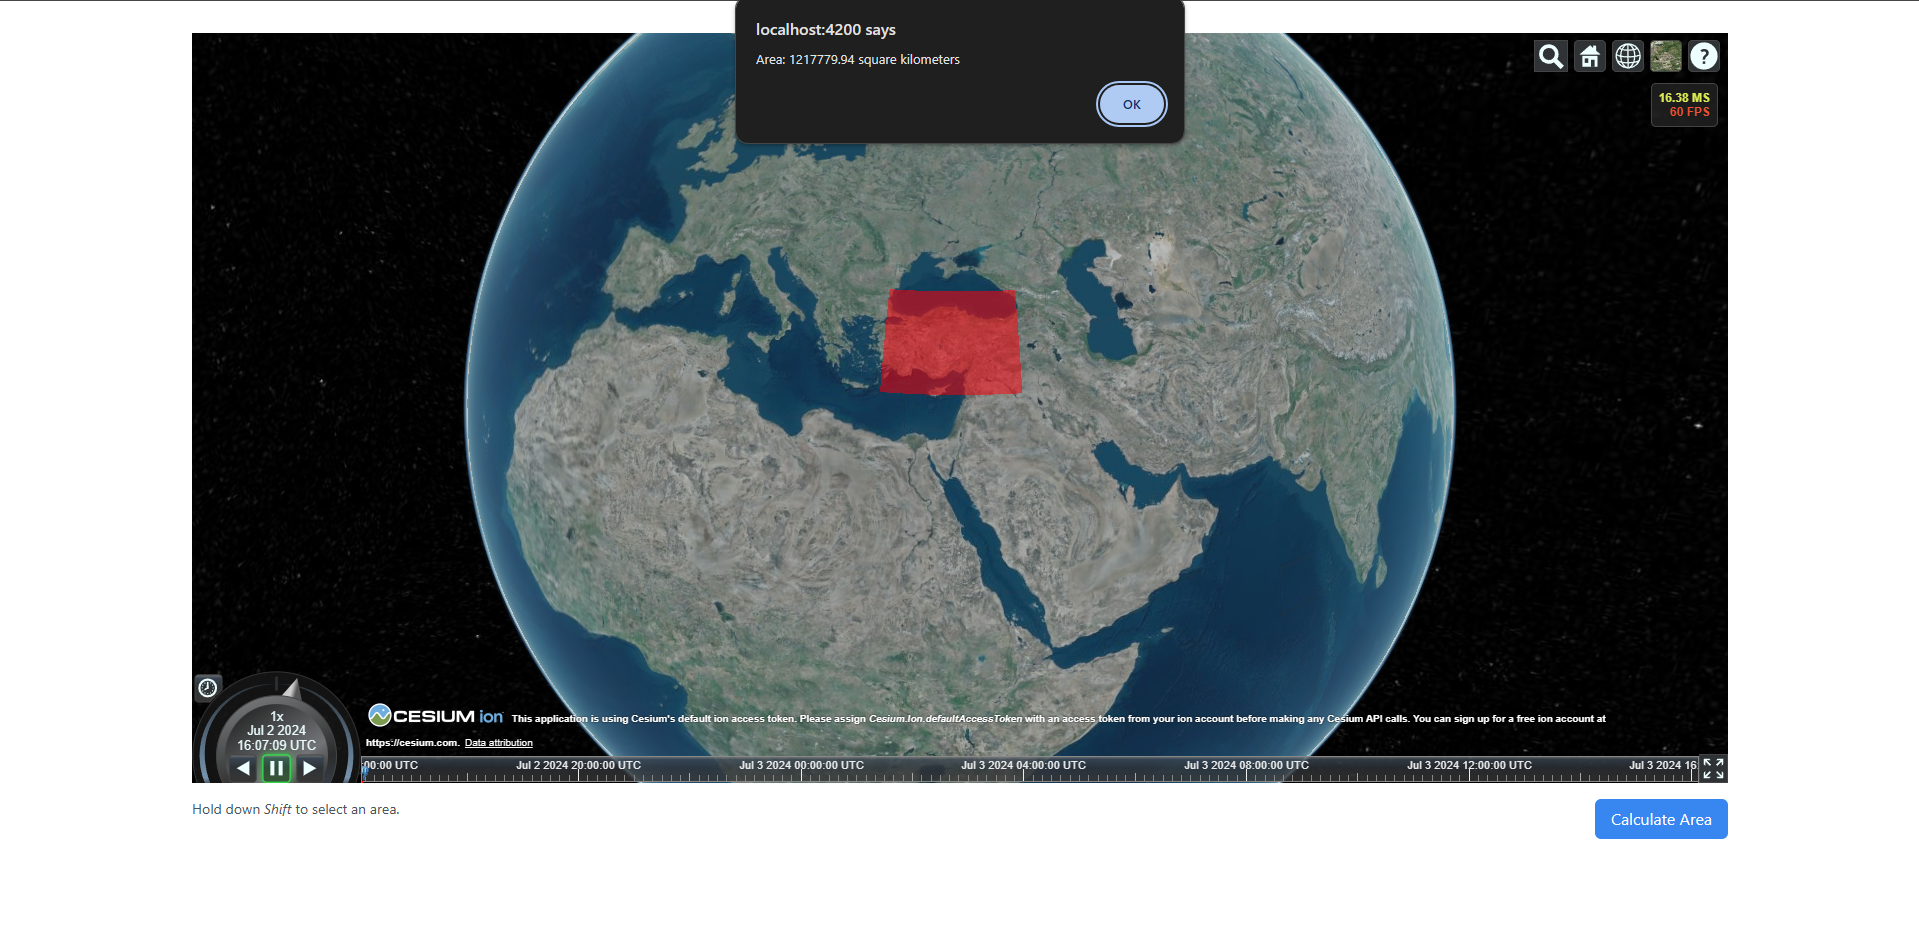 localhost:4200 says
Area: 1217779.94 square kilometers
OK
?
16.38 MS
60 FPS
1x
Jul 2 2024
16:07:09 UTC
CESIUM ion This application is using Cesium's default ion access token. Please assign Cesium.Ion.defaultAccessToken with an access token from your ion account before making any Cesium API calls. You can sign up for a free ion account at
https://cesium.com. Data attribution
00:00 UTC Jul 2 2024 20:00:00 UTC Jul 3 2024 00:00:00 UTC Jul 3 2024 04:00:00 UTC Jul 3 2024 08:00:00 UTC Jul 3 2024 12:00:00 UTC Jul 3 2024 16
Hold down Shift to select an area.
Calculate Area